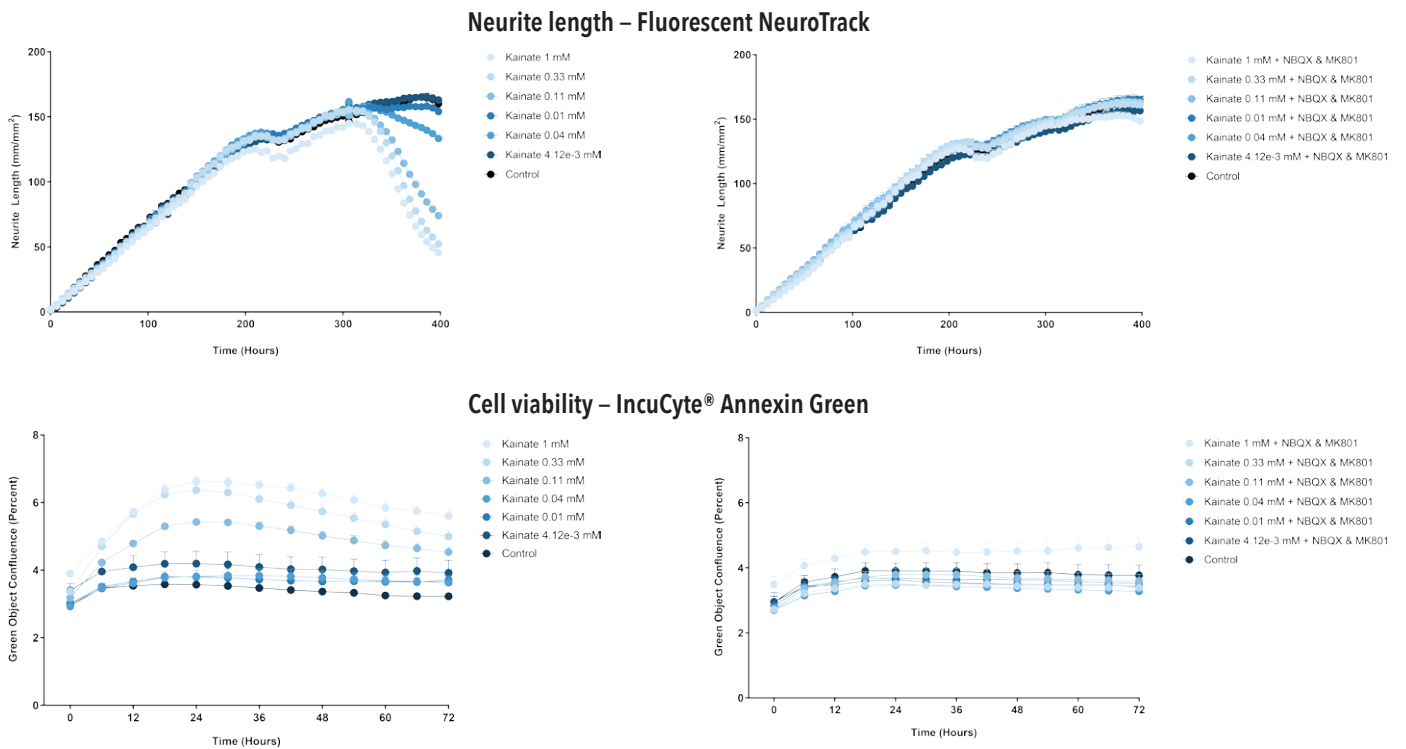 Neurite length – Fluorescent NeuroTrack
200
150
100
50
0
Neurite Length (mm/mm²)
0 100 200 300 400
Time (Hours)
Kainate 1 mM
Kainate 0.33 mM
Kainate 0.11 mM
Kainate 0.01 mM
Kainate 0.04 mM
Kainate 4.12e-3 mM
Control
200
150
100
50
0
Neurite Length (mm/mm²)
0 100 200 300 400
Time (Hours)
Kainate 1 mM + NBQX & MK801
Kainate 0.33 mM + NBQX & MK801
Kainate 0.11 mM + NBQX & MK801
Kainate 0.01 mM + NBQX & MK801
Kainate 0.04 mM + NBQX & MK801
Kainate 4.12e-3 mM + NBQX & MK801
Control
Cell viability – IncuCyte® Annexin Green
8
6
4
2
0
Green Object Confluence (Percent)
0 12 24 36 48 60 72
Time (Hours)
Kainate 1 mM
Kainate 0.33 mM
Kainate 0.11 mM
Kainate 0.04 mM
Kainate 0.01 mM
Kainate 4.12e-3 mM
Control
8
6
4
2
0
Green Object Confluence (Percent)
0 12 24 36 48 60 72
Time (Hours)
Kainate 1 mM + NBQX & MK801
Kainate 0.33 mM + NBQX & MK801
Kainate 0.11 mM + NBQX & MK801
Kainate 0.04 mM + NBQX & MK801
Kainate 0.01 mM + NBQX & MK801
Kainate 4.12e-3 mM + NBQX & MK801
Control